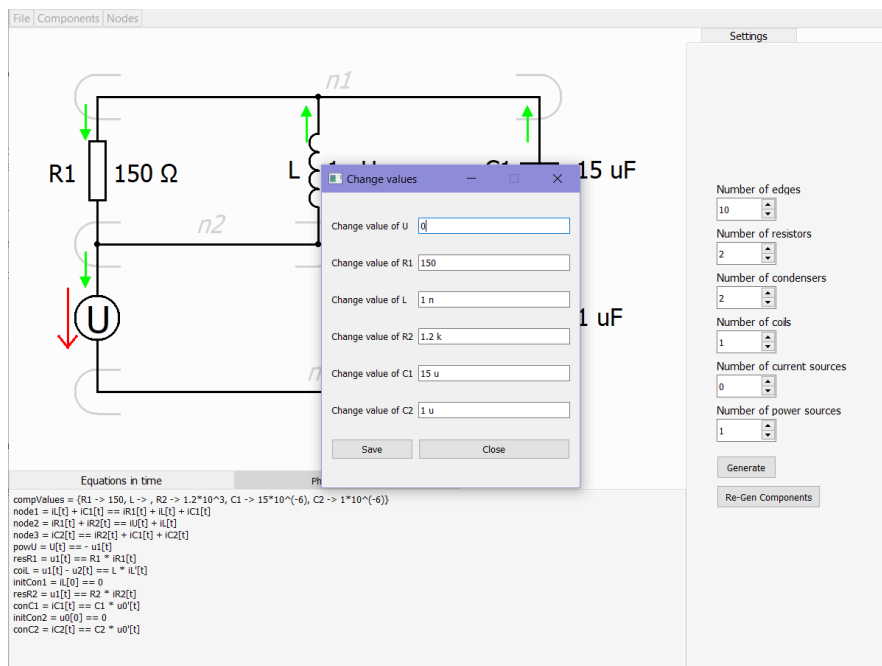 File Components Nodes
Settings
n1
R1 150 Ω
L
C1 15 uF
n2
U
1 uF
n
Change values
Change value of U 0
Change value of R1 150
Change value of L 1 n
Change value of R2 1.2 k
Change value of C1 15 u
Change value of C2 1 u
Save Close
Number of edges
10
Number of resistors
2
Number of condensers
2
Number of coils
1
Number of current sources
0
Number of power sources
1
Generate
Re-Gen Components
Equations in time
Ph
compValues = {R1 -> 150, L -> , R2 -> 1.2*10^3, C1 -> 15*10^(-6), C2 -> 1*10^(-6)}
node1 = iL[t] + iC1[t] == iR1[t] + iL[t] + iC1[t]
node2 = iR1[t] + iR2[t] == iU[t] + iL[t]
node3 = iC2[t] == iR2[t] + iC1[t] + iC2[t]
powU = U[t] == - u1[t]
resR1 = u1[t] == R1 * iR1[t]
coiL = u1[t] - u2[t] == L * iL'[t]
initCon1 = iL[0] == 0
resR2 = u1[t] == R2 * iR2[t]
conC1 = iC1[t] == C1 * u0'[t]
initCon2 = u0[0] == 0
conC2 = iC2[t] == C2 * u0'[t]